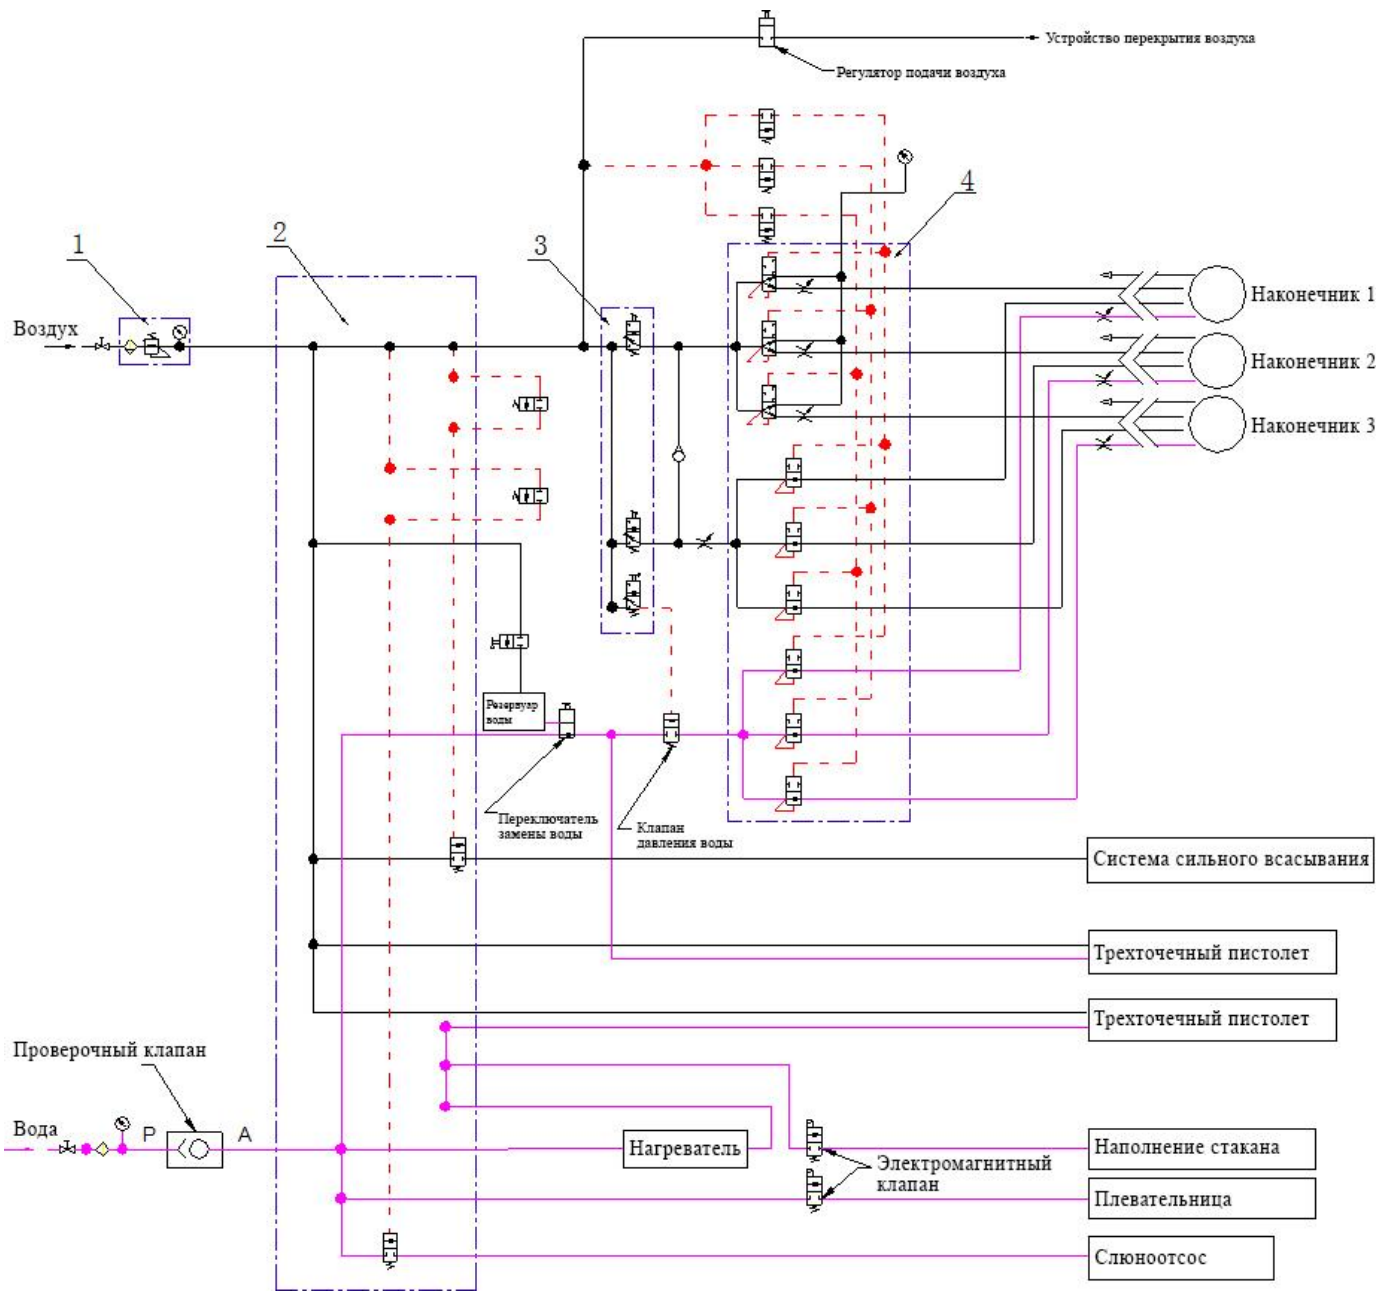 Устройство перекрытия воздуха
Регулятор подачи воздуха
4
1
2
3
Воздух
Наконечник 1
Наконечник 2
Наконечник 3
Резервуар
воды
Переключатель
замены воды
Клапан
давления воды
Система сильного всасывания
Трехточечный пистолет
Трехточечный пистолет
Проверочный клапан
Вода
P
A
Нагреватель
Наполнение стакана
Электромагнитный
клапан
Плевательница
Слюноотсос